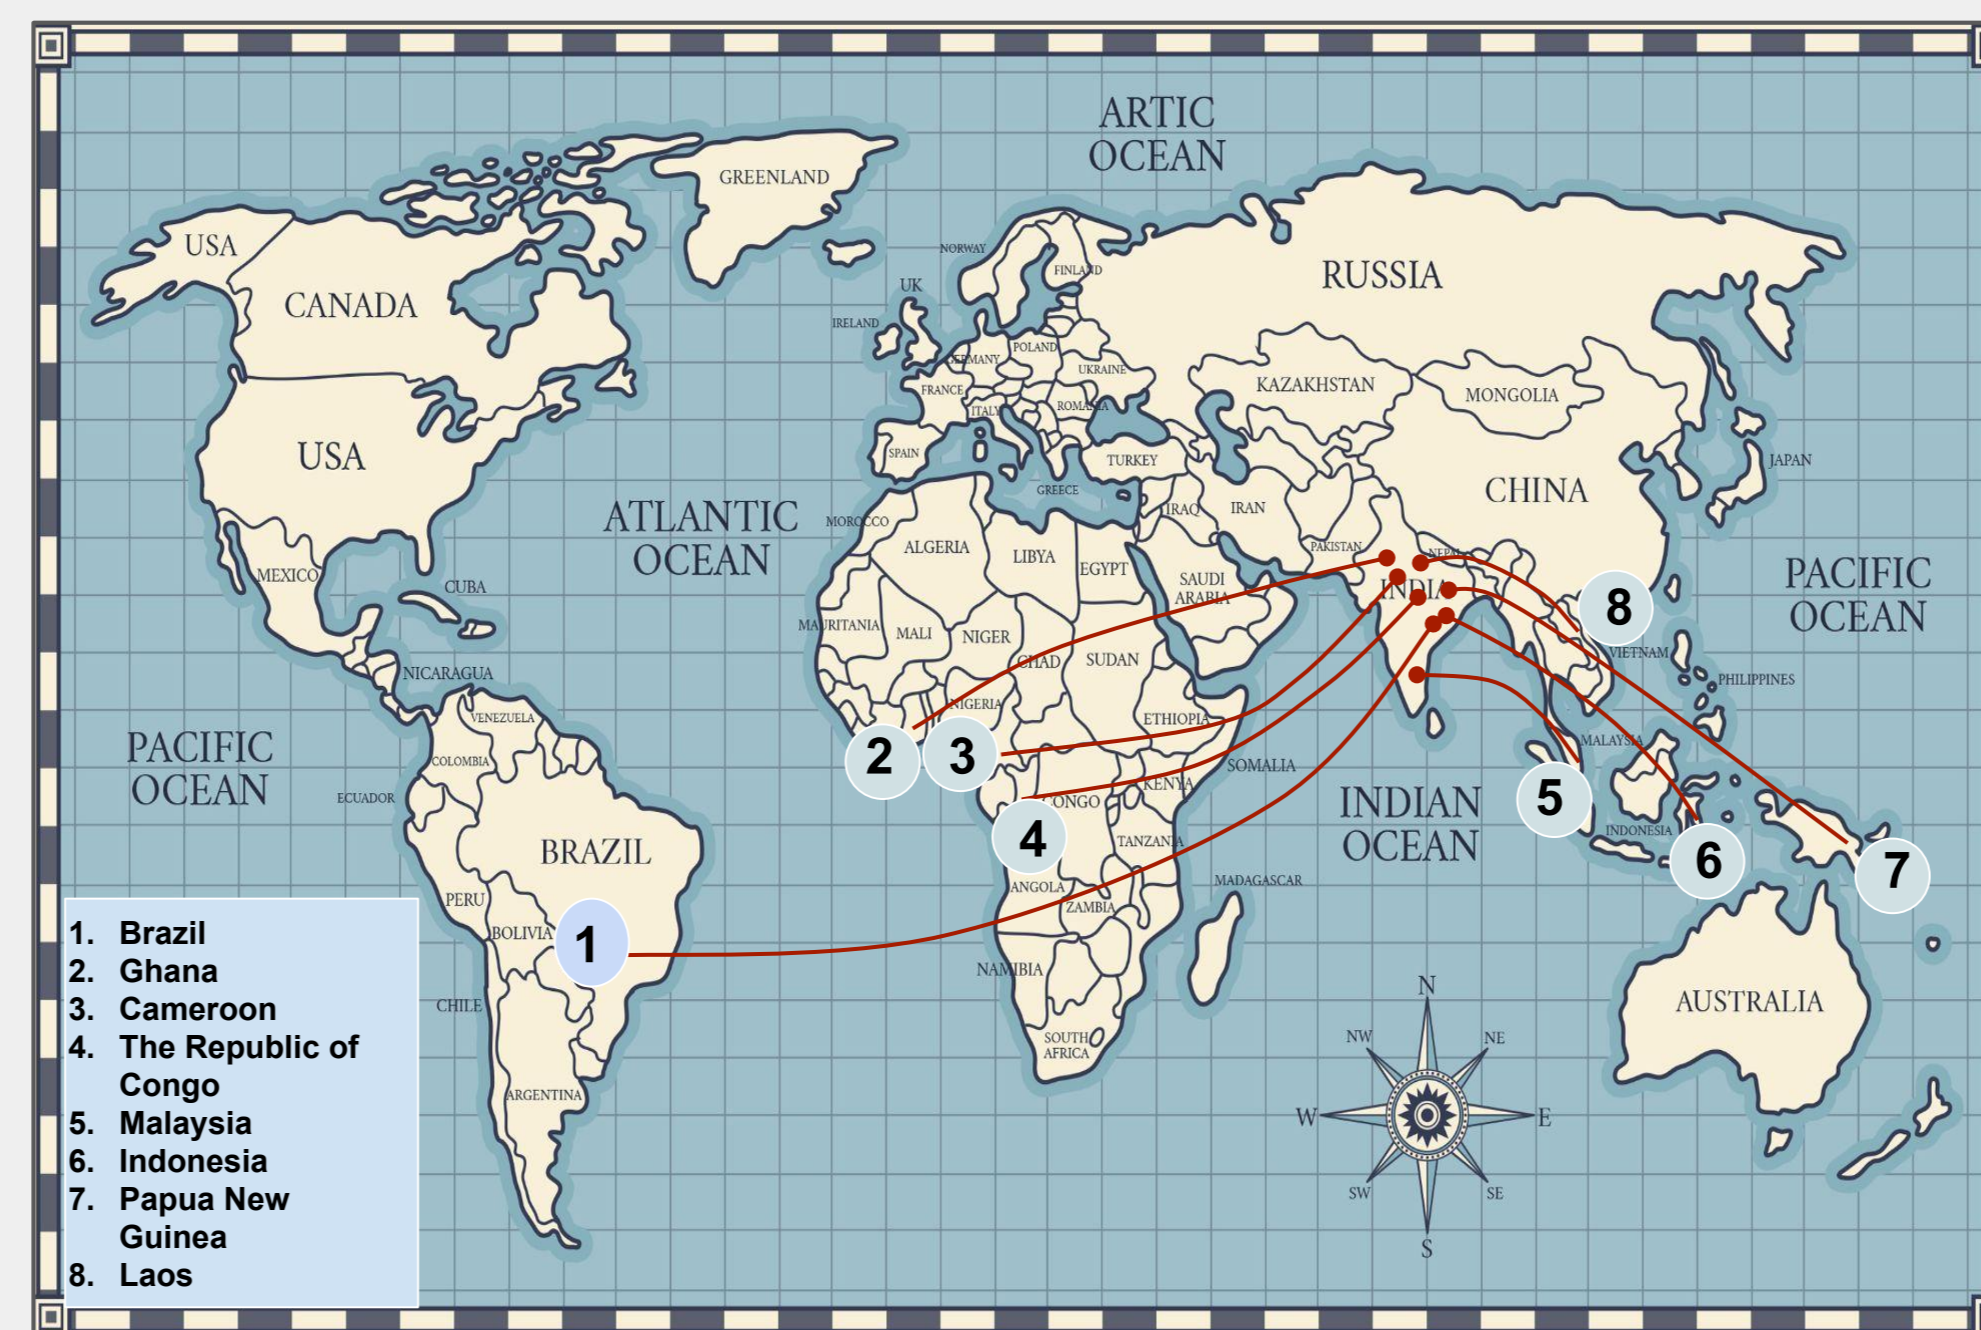 ARTIC
OCEAN
GREENLAND
USA
NORWAY
FINLAND
RUSSIA
CANADA
UK
IRELAND
POLAND
GERMANY
UKRAINE
FRANCE
KAZAKHSTAN
MONGOLIA
ITALY
ROMANIA
USA
SPAIN
TURKEY
JAPAN
GREECE
CHINA
ATLANTIC
OCEAN
MOROCCO
IRAQ
IRAN
ALGERIA
LIBYA
EGYPT
PAKISTAN
NEPAL
MEXICO
CUBA
SAUDI
ARABIA
INDIA
PACIFIC
OCEAN
8
MAURITANIA
MALI
NIGER
CHAD
SUDAN
VIETNAM
NICARAGUA
PHILIPPINES
VENEZUELA
NIGERIA
ETHIOPIA
PACIFIC
OCEAN
COLOMBIA
2
3
MALAYSIA
SOMALIA
ECUADOR
CONGO
KENYA
INDIAN
OCEAN
5
BRAZIL
4
TANZANIA
INDONESIA
6
7
PERU
ANGOLA
ZAMBIA
MADAGASCAR
BOLIVIA
1
NAMIBIA
CHILE
AUSTRALIA
SOUTH
AFRICA
ARGENTINA
N
NW
NE
W
E
SW
SE
S
1. Brazil
2. Ghana
3. Cameroon
4. The Republic of
Congo
5. Malaysia
6. Indonesia
7. Papua New
Guinea
8. Laos